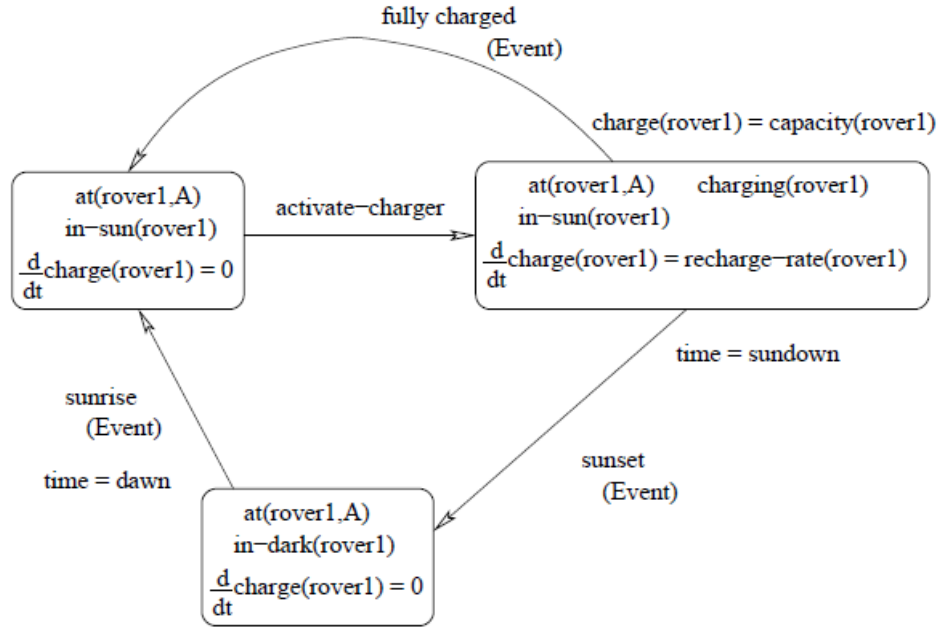 fully charged
(Event)
charge(rover1) = capacity(rover1)
at(rover1,A)
in−sun(rover1)
d/dt charge(rover1) = 0
activate−charger
at(rover1,A) charging(rover1)
in−sun(rover1)
d/dt charge(rover1) = recharge−rate(rover1)
time = sundown
sunrise
(Event)
time = dawn
sunset
(Event)
at(rover1,A)
in−dark(rover1)
d/dt charge(rover1) = 0